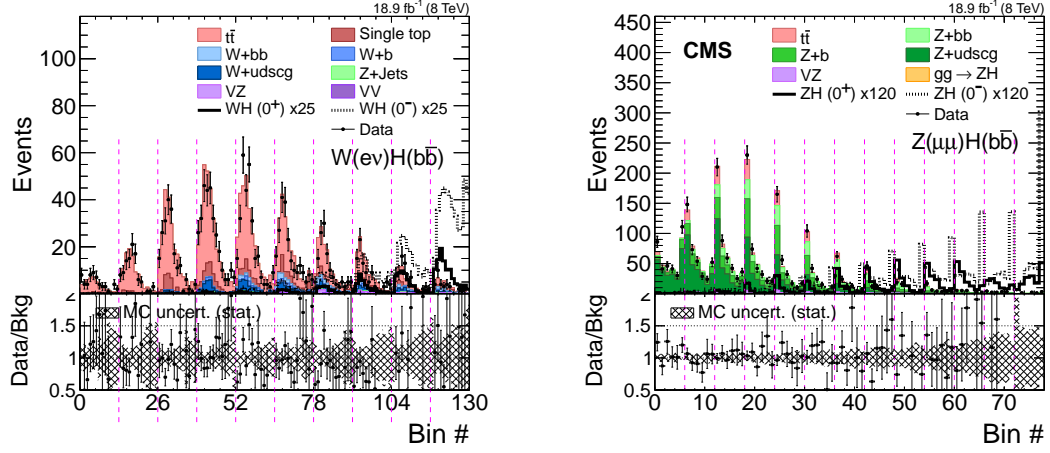 18.9 fb⁻¹ (8 TeV)
Events
100
80
60
40
20
tt̄
Single top
W+bb
W+b
W+udscg
Z+Jets
VZ
VV
WH (0⁺) x25
WH (0⁻) x25
Data
W(eν)H(bb̄)
Data/Bkg
2
1.5
1
0.5
MC uncert. (stat.)
0
26
52
78
104
130
Bin #
18.9 fb⁻¹ (8 TeV)
Events
450
400
350
300
250
200
150
100
50
CMS
tt̄
Z+bb
Z+b
Z+udscg
VZ
gg → ZH
ZH (0⁺) x120
ZH (0⁻) x120
Data
Z(μμ)H(bb̄)
Data/Bkg
2
1.5
1
0.5
MC uncert. (stat.)
0
10
20
30
40
50
60
70
Bin #